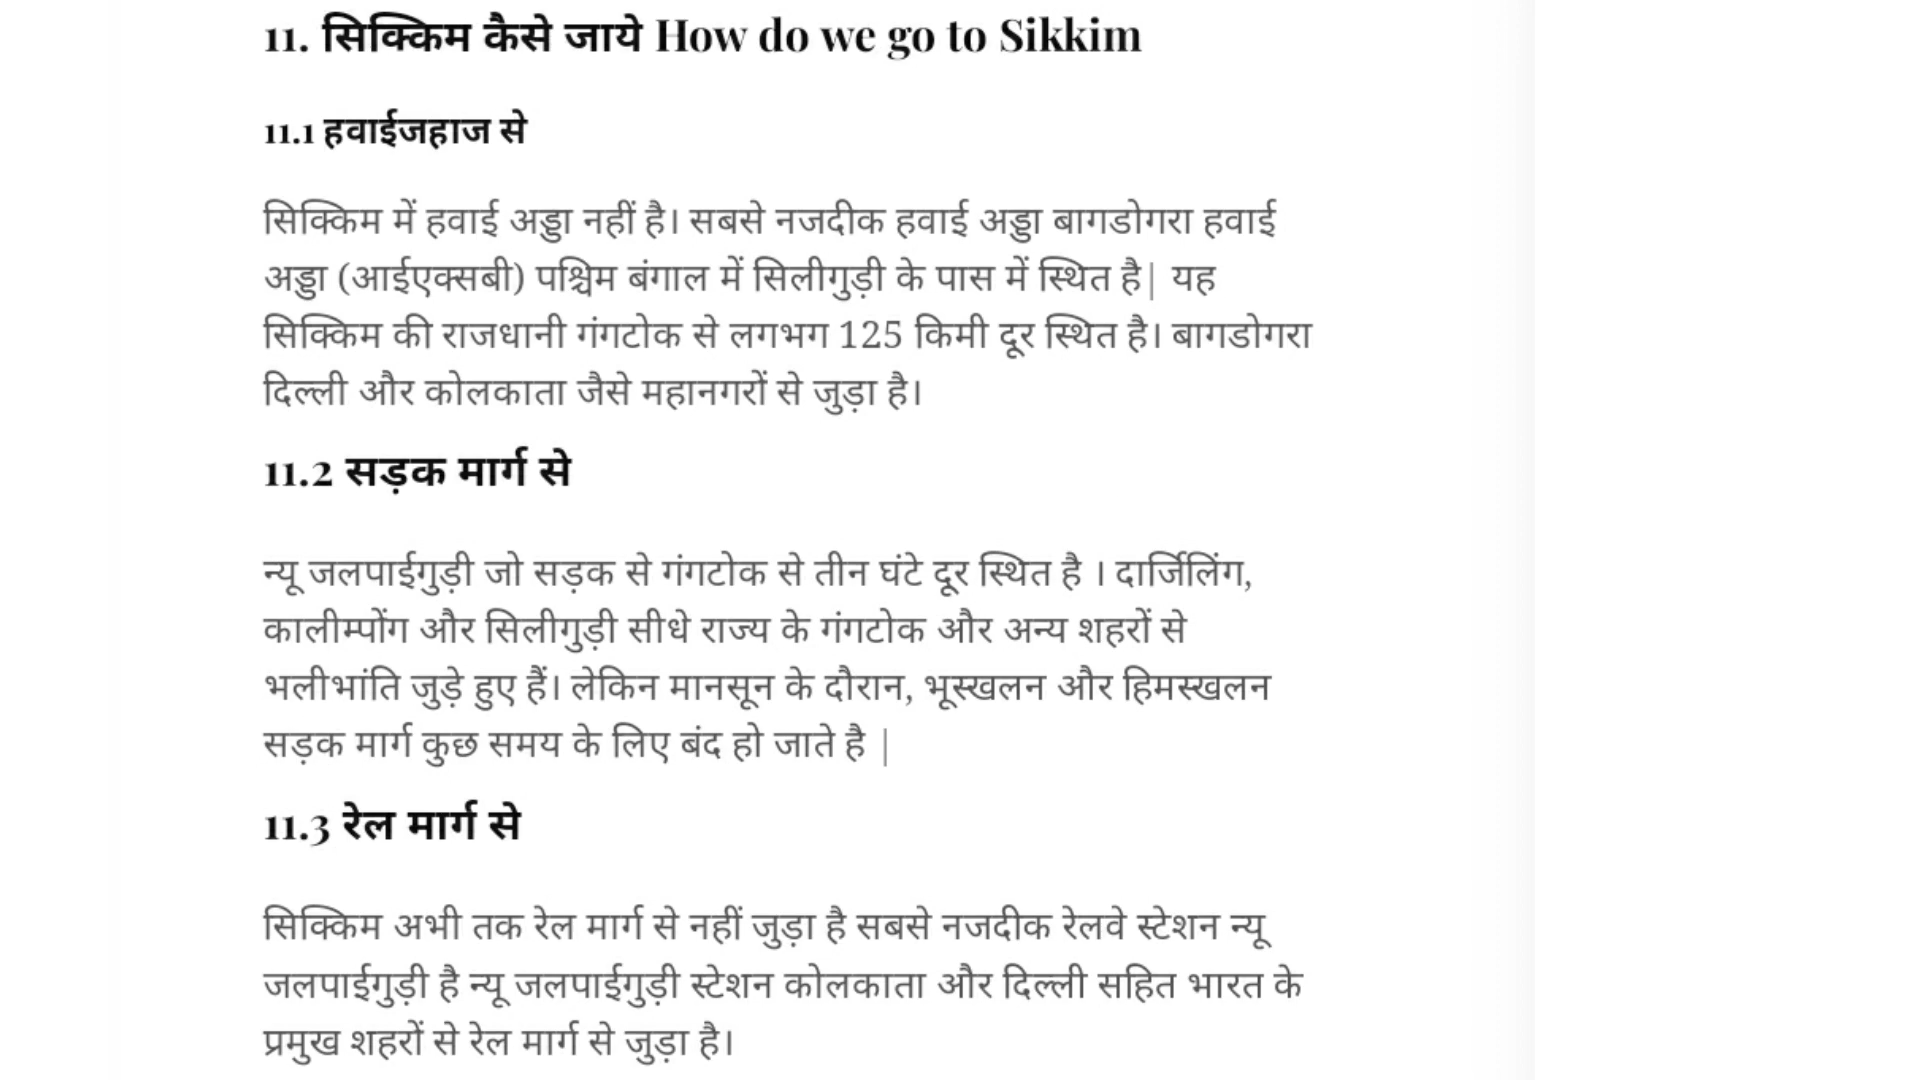 11. सिक्किम कैसे जाये How do we go to Sikkim
11.1 हवाईजहाज से
सिक्किम में हवाई अड्डा नहीं है। सबसे नजदीक हवाई अड्डा बागडोगरा हवाई
अड्डा (आईएक्सबी) पश्चिम बंगाल में सिलीगुड़ी के पास में स्थित है| यह
सिक्किम की राजधानी गंगटोक से लगभग 125 किमी दूर स्थित है। बागडोगरा
दिल्ली और कोलकाता जैसे महानगरों से जुड़ा है।
11.2 सड़क मार्ग से
न्यू जलपाईगुड़ी जो सड़क से गंगटोक से तीन घंटे दूर स्थित है । दार्जिलिंग,
कालीम्पोंग और सिलीगुड़ी सीधे राज्य के गंगटोक और अन्य शहरों से
भलीभांति जुड़े हुए हैं। लेकिन मानसून के दौरान, भूस्खलन और हिमस्खलन
सड़क मार्ग कुछ समय के लिए बंद हो जाते है |
11.3 रेल मार्ग से
सिक्किम अभी तक रेल मार्ग से नहीं जुड़ा है सबसे नजदीक रेलवे स्टेशन न्यू
जलपाईगुड़ी है न्यू जलपाईगुड़ी स्टेशन कोलकाता और दिल्ली सहित भारत के
प्रमुख शहरों से रेल मार्ग से जुड़ा है।